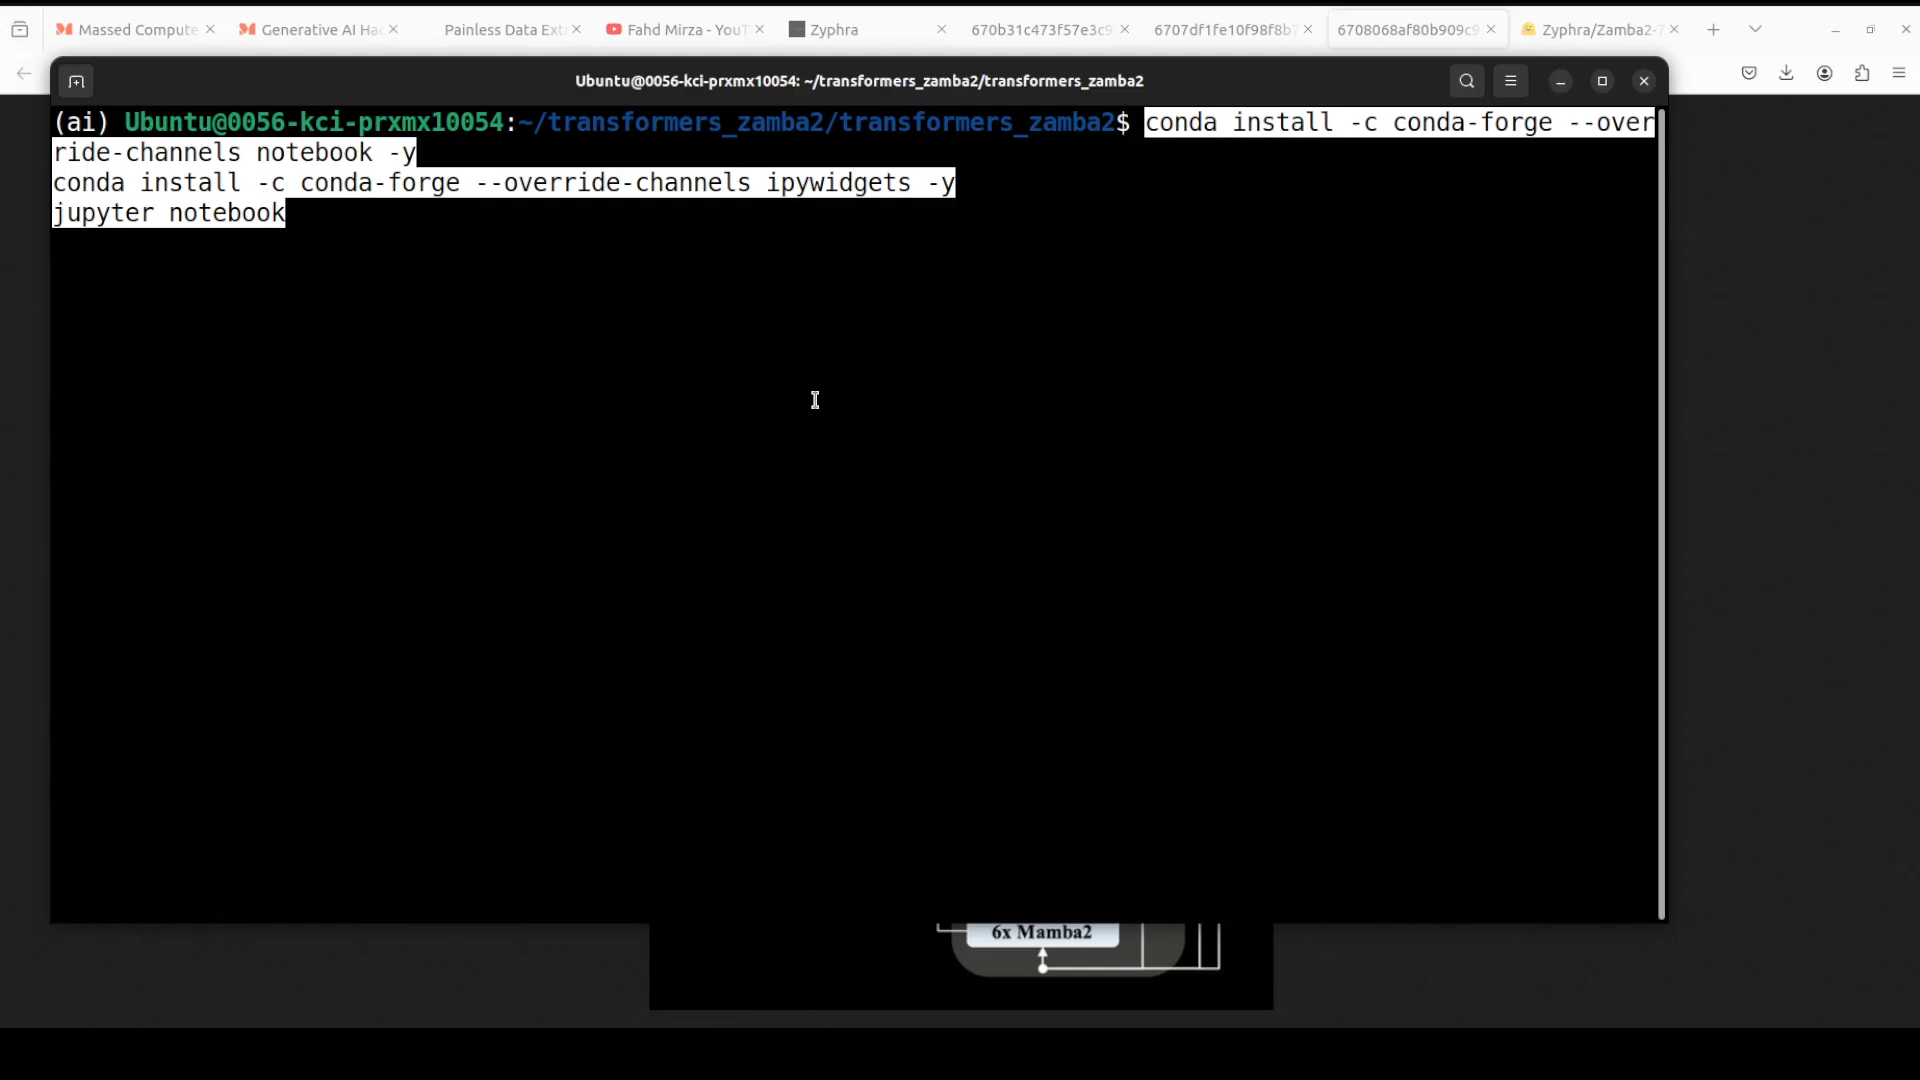 Massed Compute
Generative AI Hac
Painless Data Ext
Fahd Mirza - YouT
Zyphra
670b31c473f57e3c9
6707df1fe10f98f8b7
6708068af80b909c9
Zyphra/Zamba2-7
Ubuntu@0056-kci-prxmx10054: ~/transformers_zamba2/transformers_zamba2
(ai) Ubuntu@0056-kci-prxmx10054:~/transformers_zamba2/transformers_zamba2$ conda install -c conda-forge --over
ride-channels notebook -y
conda install -c conda-forge --override-channels ipywidgets -y
jupyter notebook
6x Mamba2